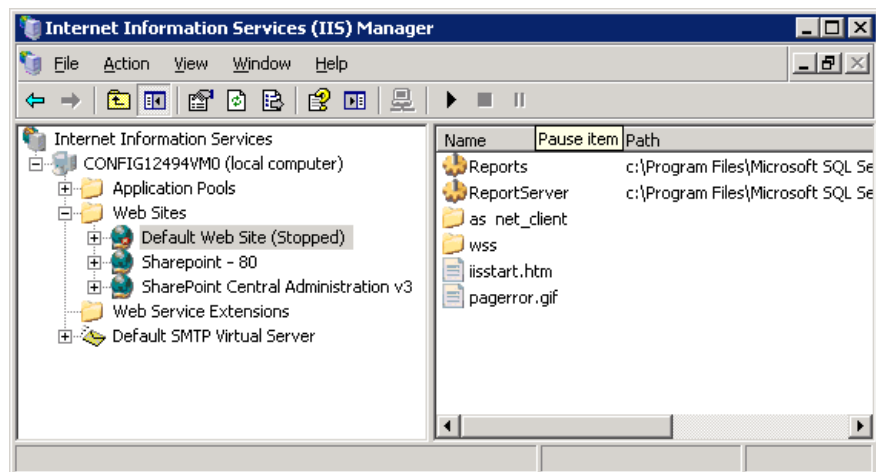 Internet Information Services (IIS) Manager
File Action View Window Help
Internet Information Services
CONFIG12494VM0 (local computer)
Application Pools
Web Sites
Default Web Site (Stopped)
Sharepoint - 80
SharePoint Central Administration v3
Web Service Extensions
Default SMTP Virtual Server
Name Pause item Path
Reports c:\Program Files\Microsoft SQL Se
ReportServer c:\Program Files\Microsoft SQL Se
as net_client
wss
iisstart.htm
pagerror.gif